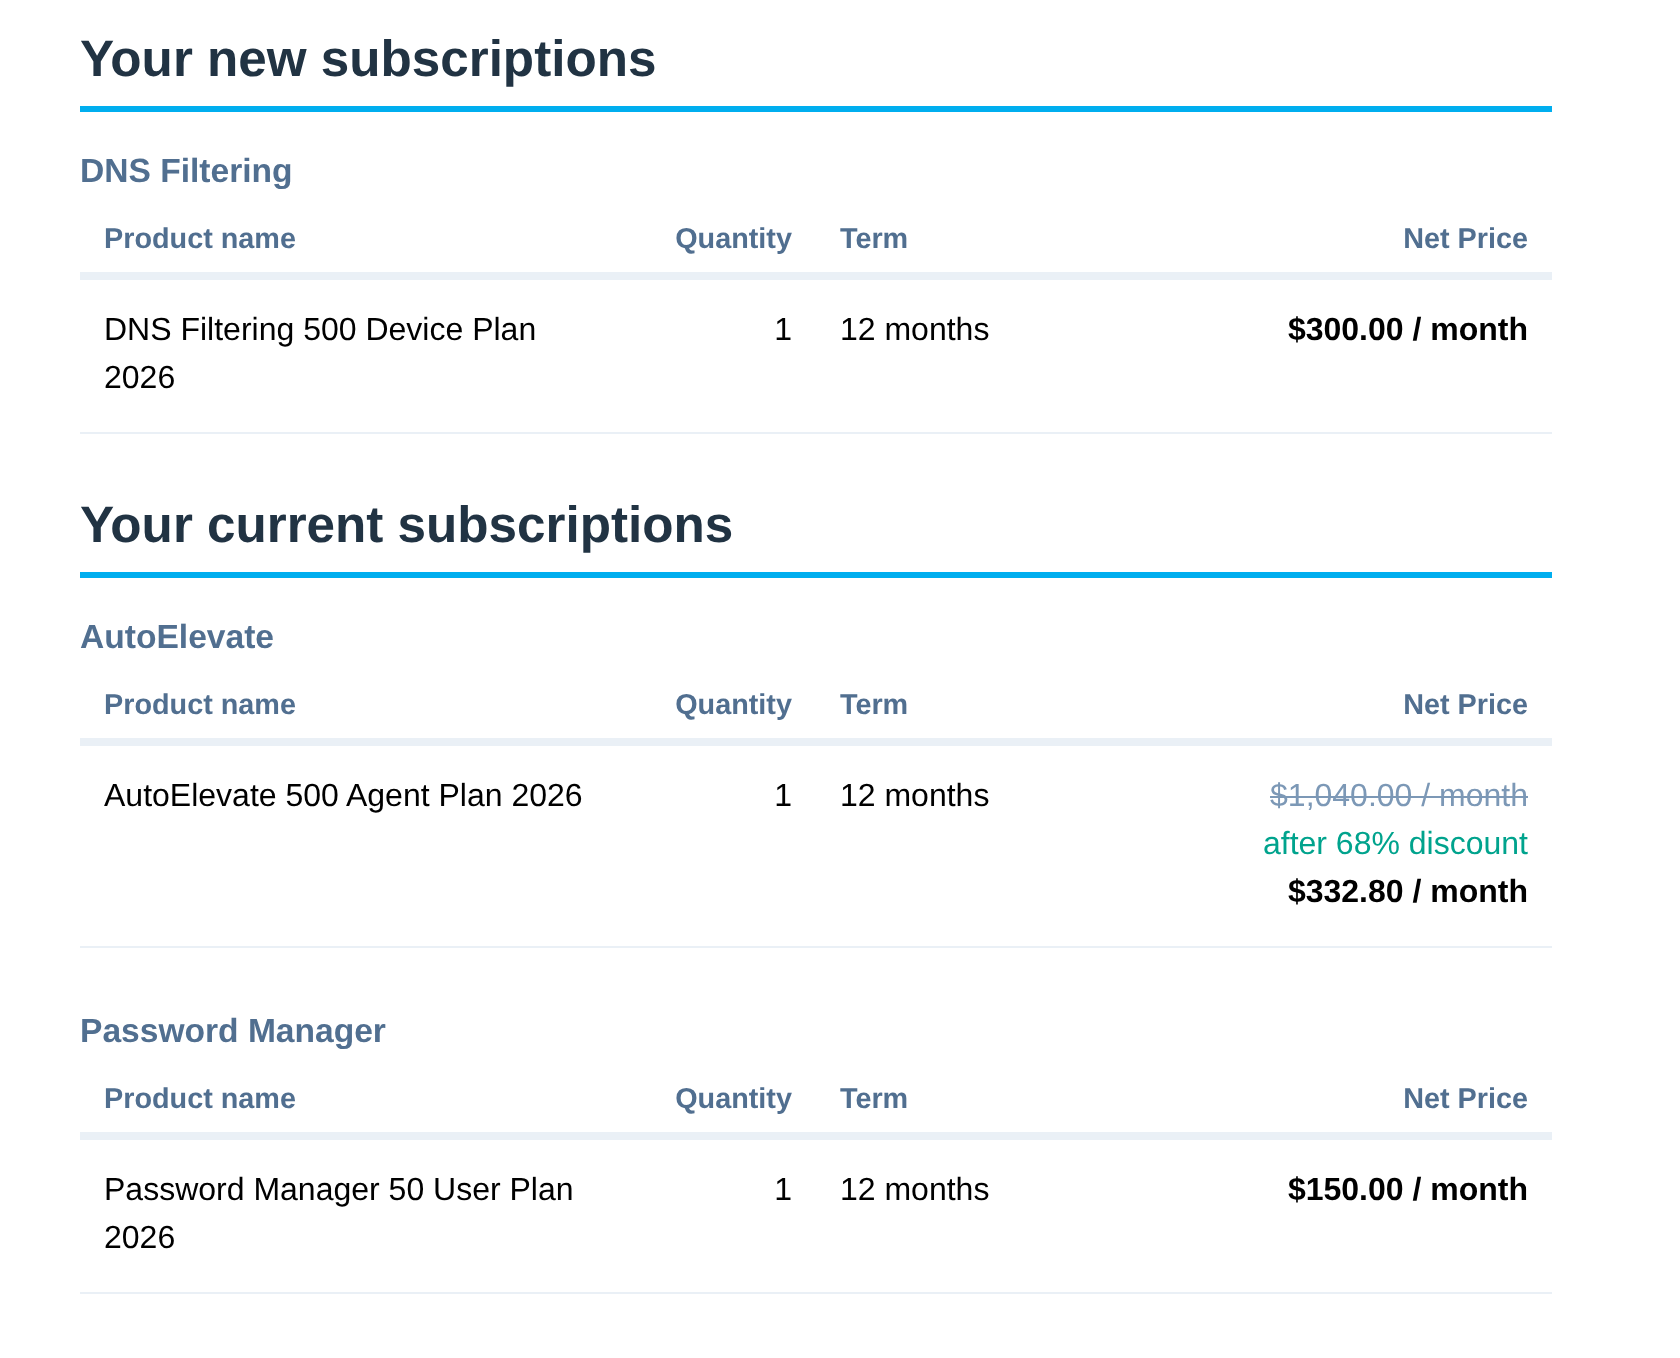 Your new subscriptions
DNS Filtering
Product name Quantity Term Net Price
DNS Filtering 500 Device Plan 1 12 months $300.00 / month
2026
Your current subscriptions
AutoElevate
Product name Quantity Term Net Price
AutoElevate 500 Agent Plan 2026 1 12 months $1,040.00 / month
after 68% discount
$332.80 / month
Password Manager
Product name Quantity Term Net Price
Password Manager 50 User Plan 1 12 months $150.00 / month
2026